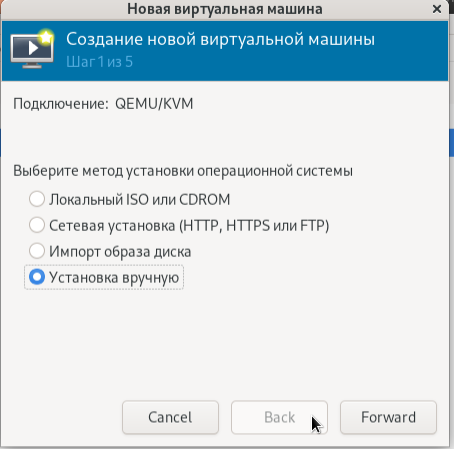 Новая виртуальная машина
Создание новой виртуальной машины
Шаг 1 из 5
Подключение: QEMU/KVM
Выберите метод установки операционной системы
Локальный ISO или CDROM
Сетевая установка (HTTP, HTTPS или FTP)
Импорт образа диска
Установка вручную
Cancel
Back
Forward